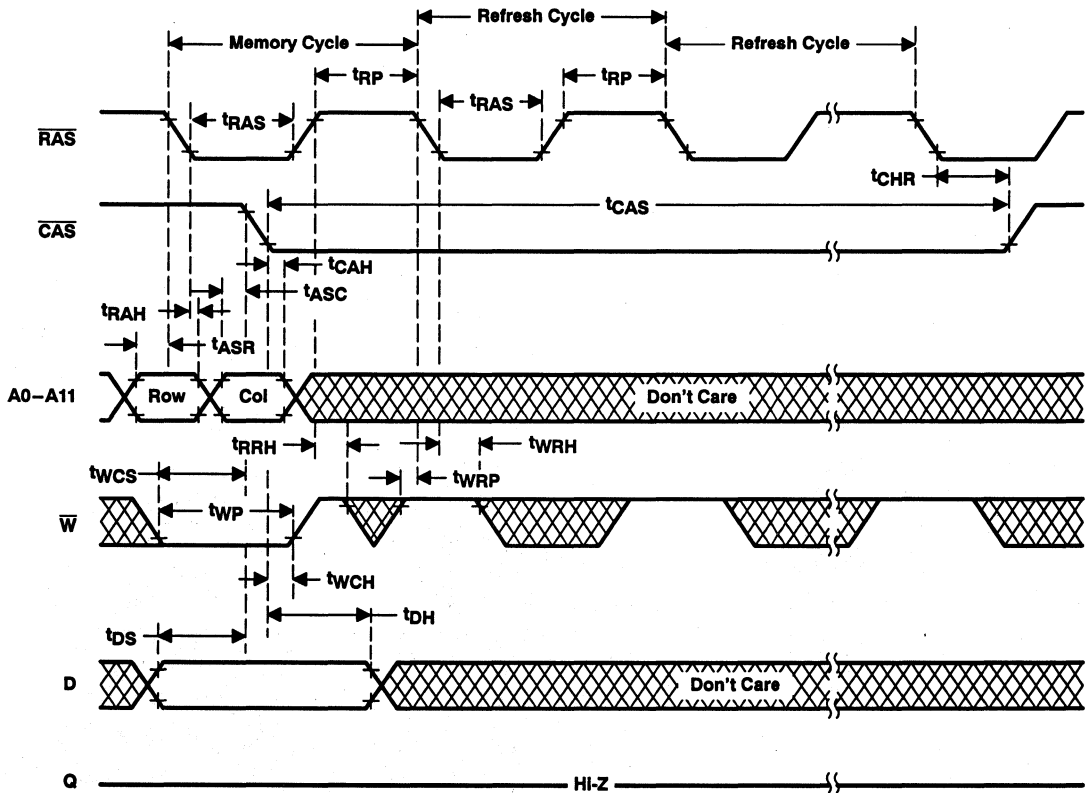 Refresh Cycle
Memory Cycle
Refresh Cycle
tRP
tRP
tRAS
tRAS
RAS
tCHR
tCAS
CAS
tCAH
tASC
tRAH
tASR
A0–A11
Row
Col
Don't Care
tRRH
tWRH
tWCS
tWRP
tWP
W
tWCH
tDH
tDS
D
Don't Care
Q
Hi-Z